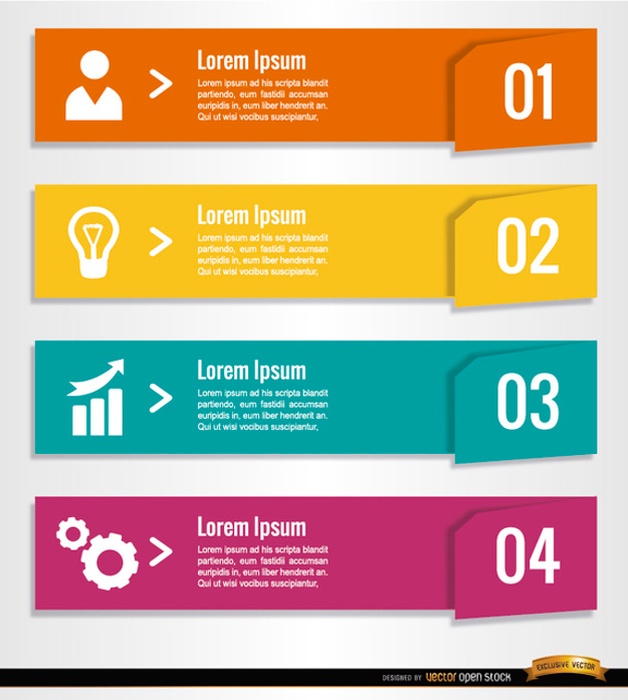 Lorem Ipsum
Lorem ipsum ad his scripta blandit
partiendo, eum fastidii accumsan
euripidis in, eum liber hendrerit an.
Qui ut wisi vocibus suscipiantur,
01
Lorem Ipsum
Lorem ipsum ad his scripta blandit
partiendo, eum fastidii accumsan
euripidis in, eum liber hendrerit an.
Qui ut wisi vocibus suscipiantur,
02
Lorem Ipsum
Lorem ipsum ad his scripta blandit
partiendo, eum fastidii accumsan
euripidis in, eum liber hendrerit an.
Qui ut wisi vocibus suscipiantur,
03
Lorem Ipsum
Lorem ipsum ad his scripta blandit
partiendo, eum fastidii accumsan
euripidis in, eum liber hendrerit an.
Qui ut wisi vocibus suscipiantur,
04
DESIGNED BY vector open stock
EXCLUSIVE VECTOR